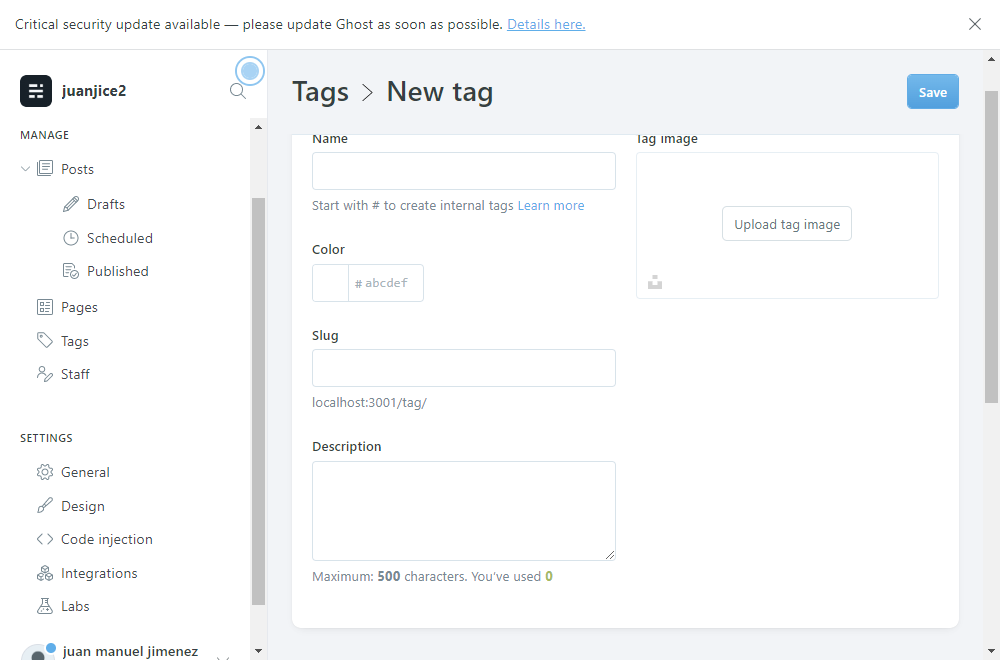 Critical security update available — please update Ghost as soon as possible. Details here.
juanjice2
MANAGE
Posts
Drafts
Scheduled
Published
Pages
Tags
Staff
SETTINGS
General
Design
Code injection
Integrations
Labs
juan manuel jimenez
Tags > New tag
Save
Name
Start with # to create internal tags Learn more
Color
# abcdef
Slug
localhost:3001/tag/
Description
Maximum: 500 characters. You've used 0
Tag image
Upload tag image